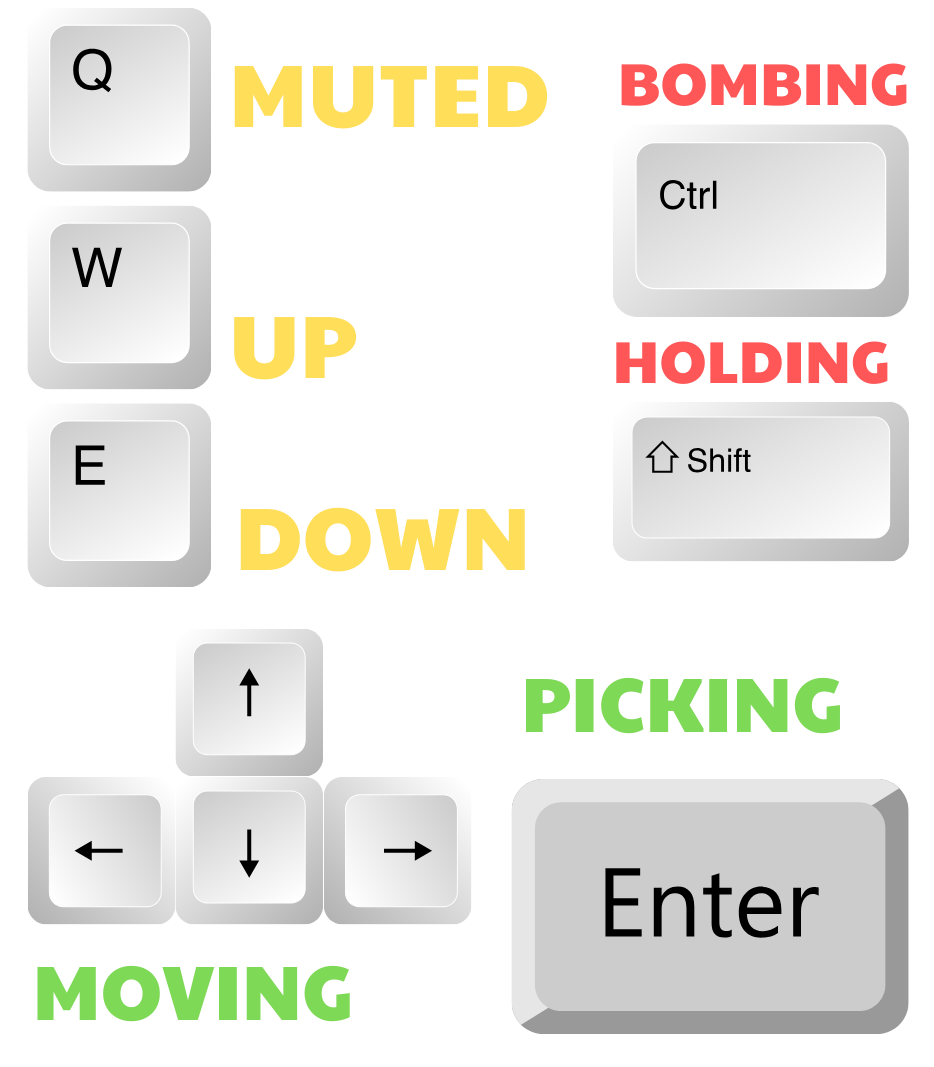 Q
MUTED
W
UP
E
DOWN
BOMBING
Ctrl
HOLDING
⇧ Shift
↑
← ↓ →
MOVING
PICKING
Enter